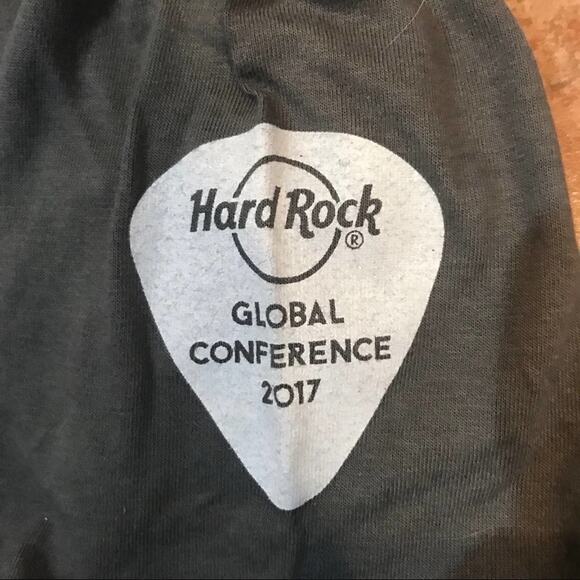 Hard Rock
®
GLOBAL
CONFERENCE
2017